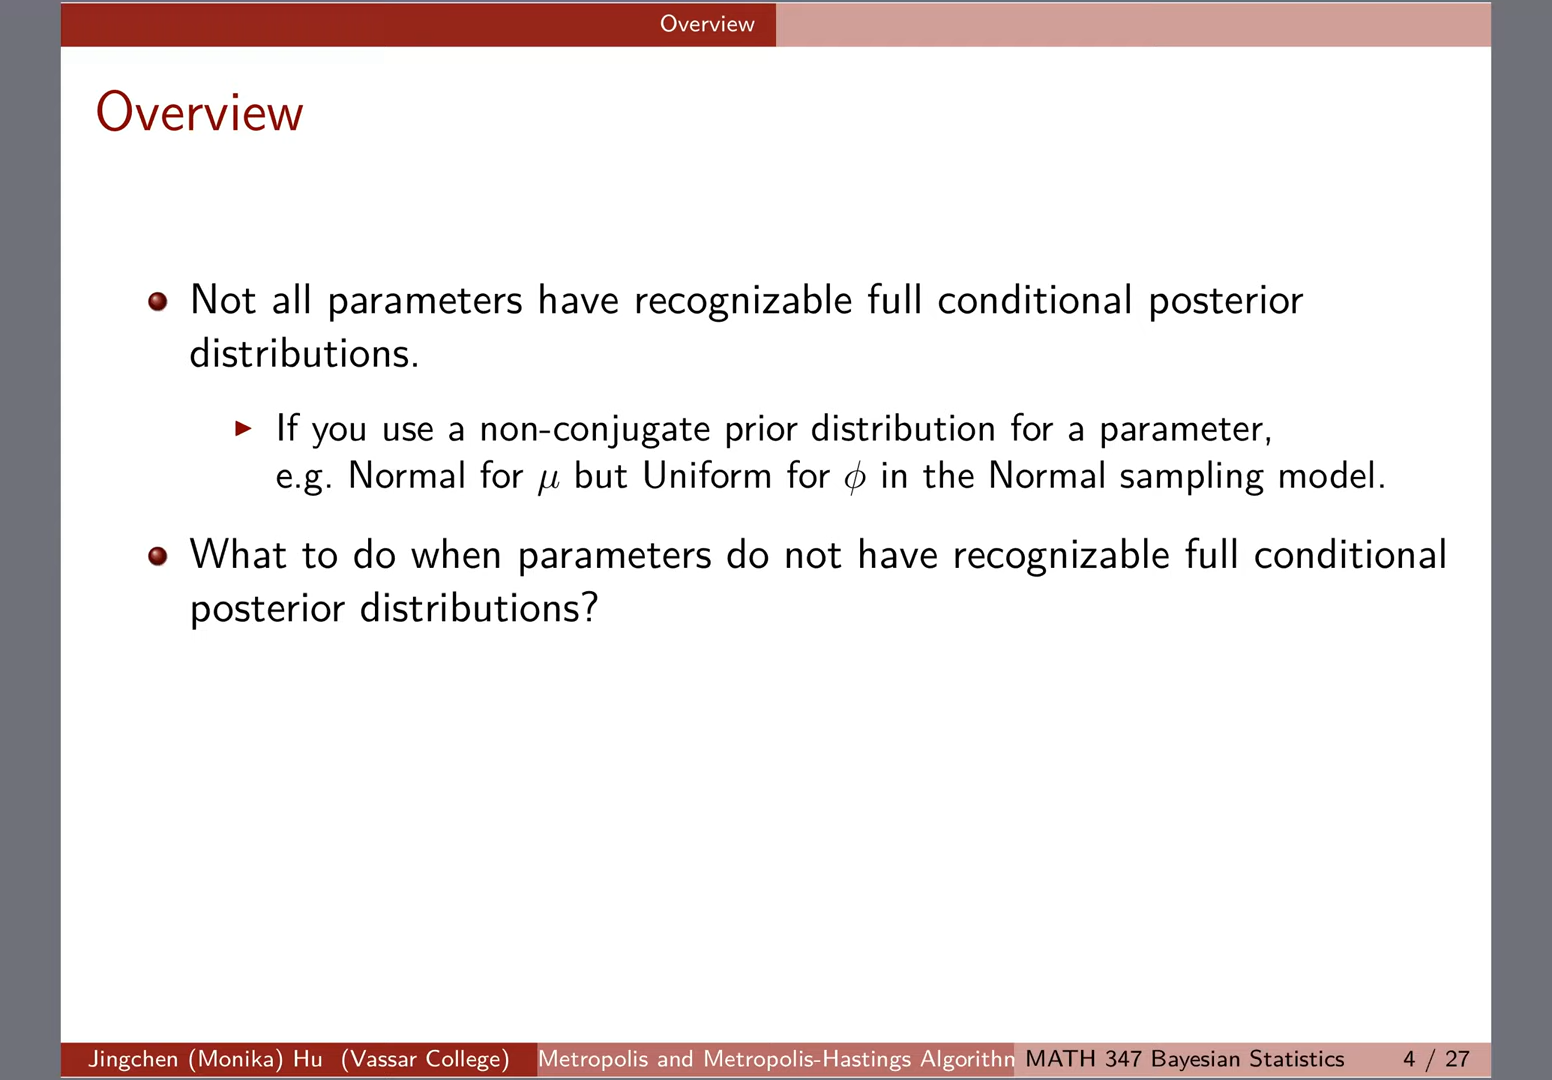 Overview
Overview
Not all parameters have recognizable full conditional posterior
distributions.
If you use a non-conjugate prior distribution for a parameter,
e.g. Normal for μ but Uniform for ϕ in the Normal sampling model.
What to do when parameters do not have recognizable full conditional
posterior distributions?
Jingchen (Monika) Hu (Vassar College) Metropolis and Metropolis-Hastings Algorithm MATH 347 Bayesian Statistics 4 / 27